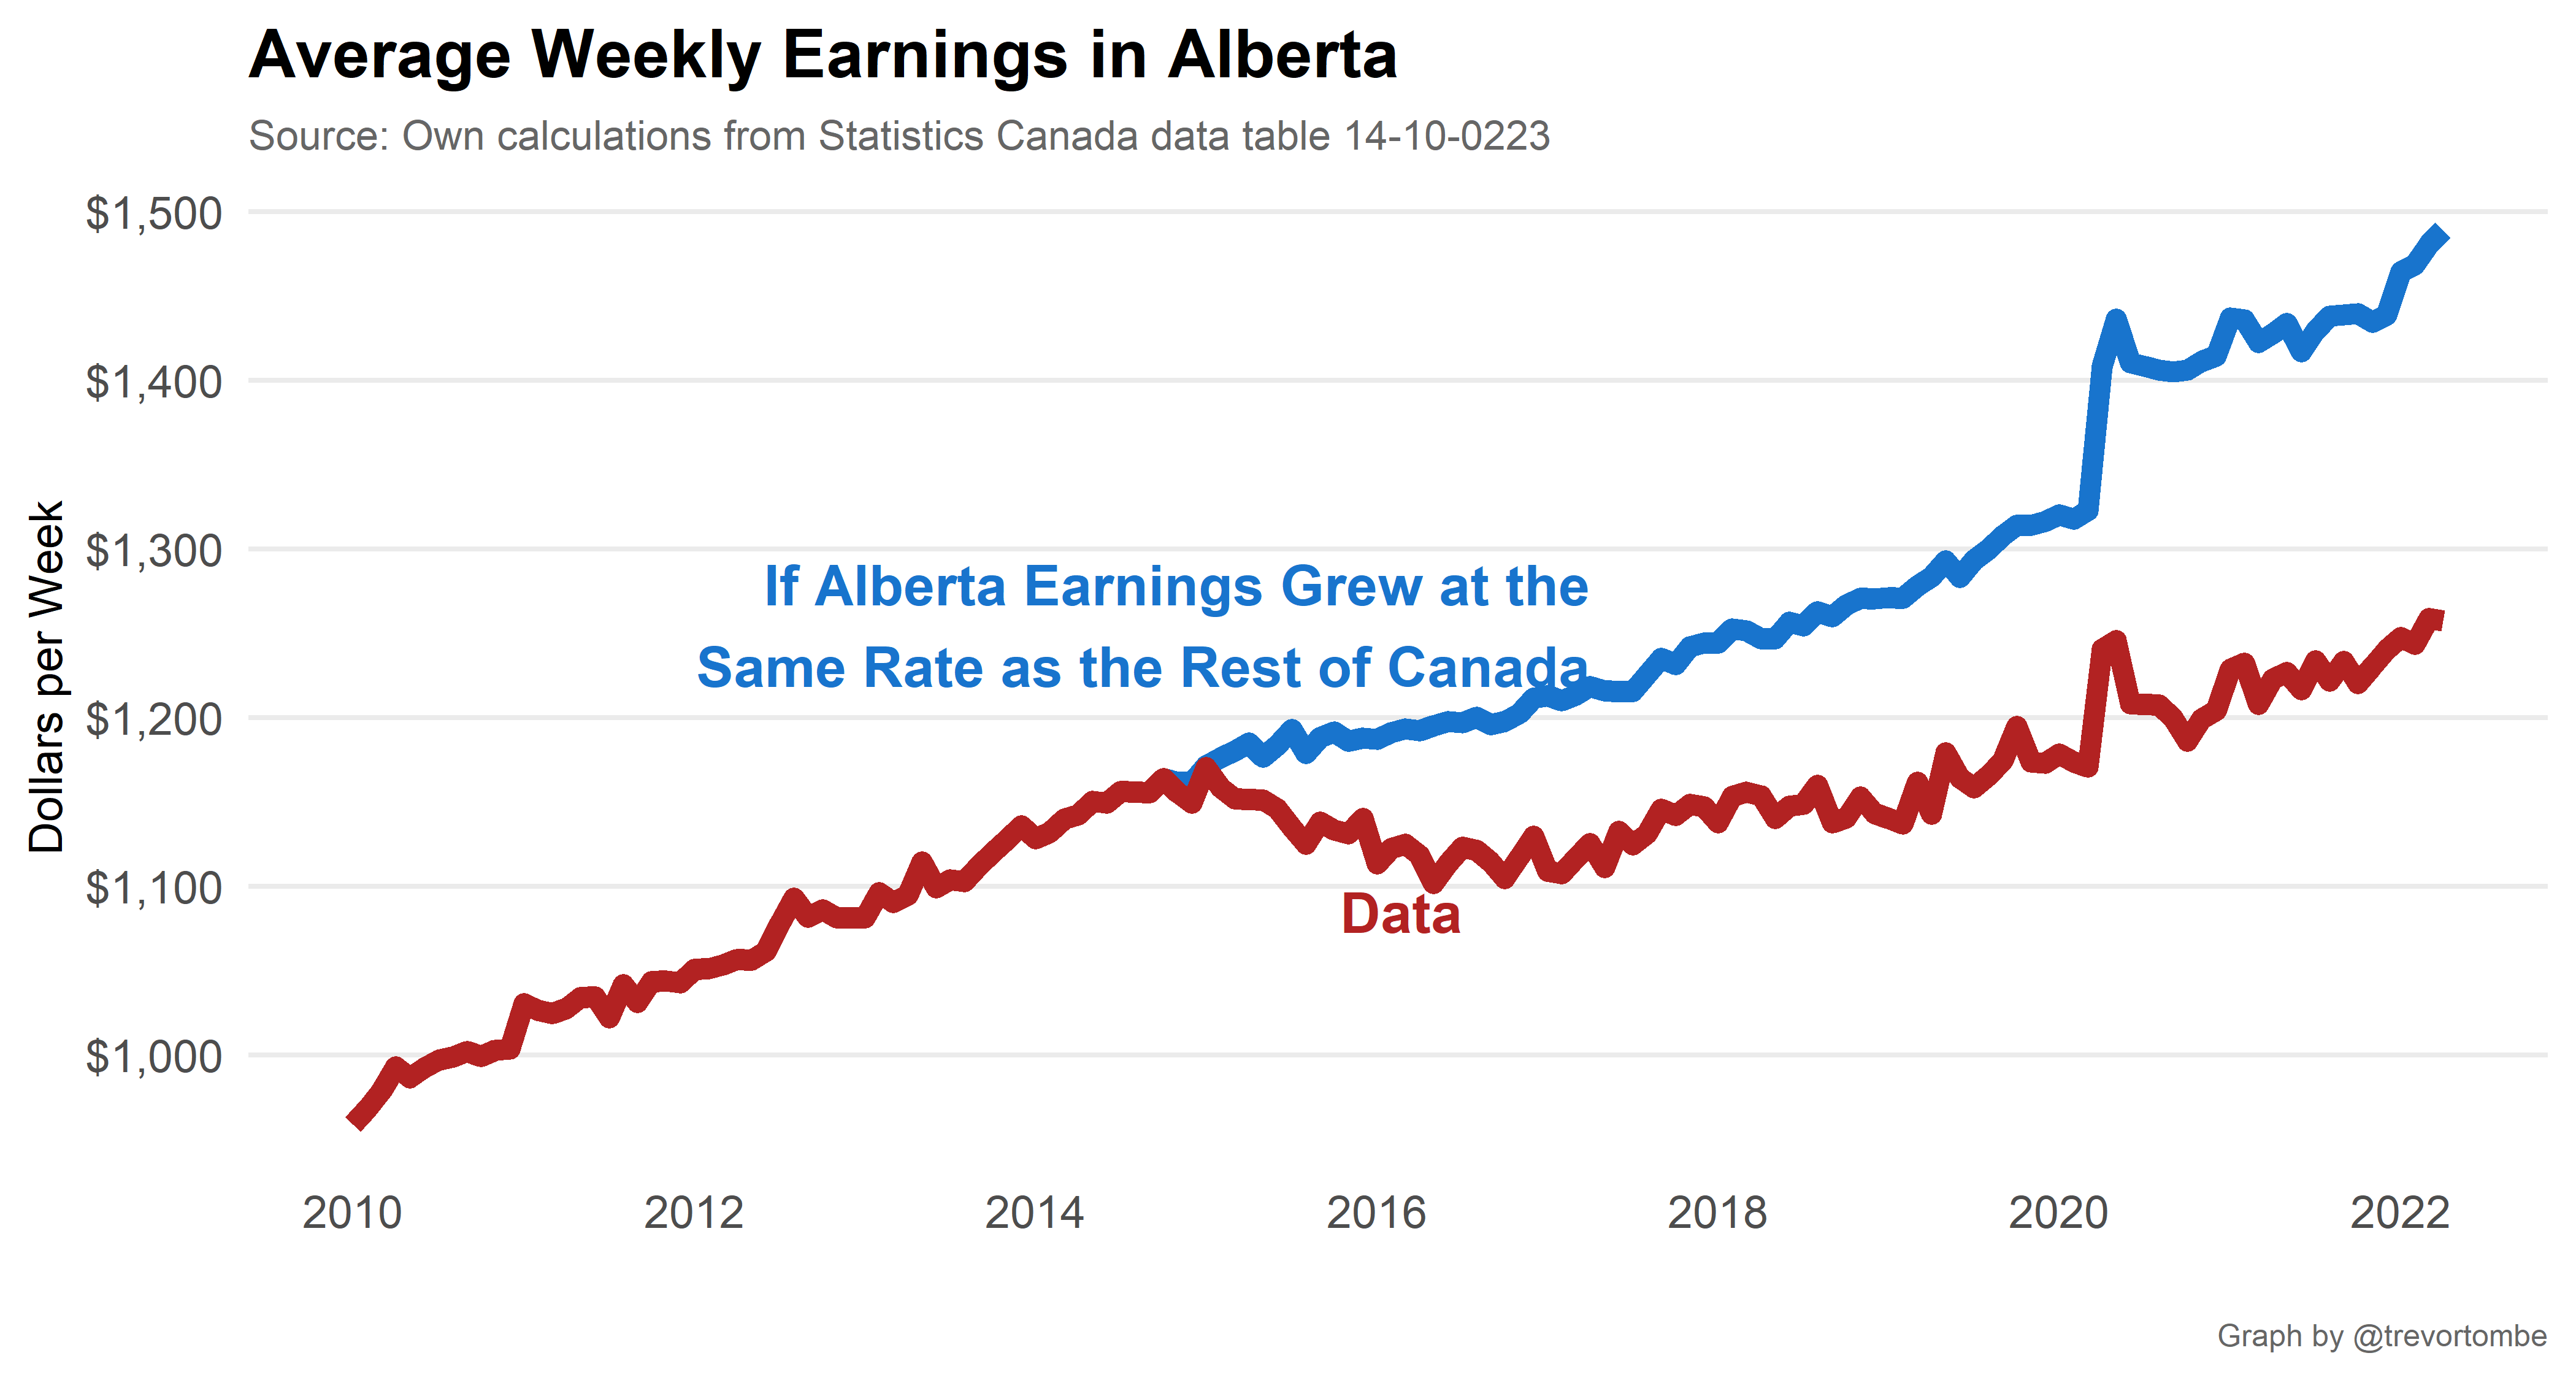 Average Weekly Earnings in Alberta
Source: Own calculations from Statistics Canada data table 14-10-0223
Dollars per Week
$1,500
$1,400
$1,300
$1,200
$1,100
$1,000
If Alberta Earnings Grew at the
Same Rate as the Rest of Canada
Data
2010
2012
2014
2016
2018
2020
2022
Graph by @trevortombe